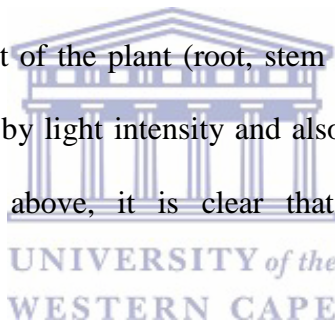 t of the plant (root, stem
by light intensity and also
above, it is clear that
UNIVERSITY of the
WESTERN CAPE